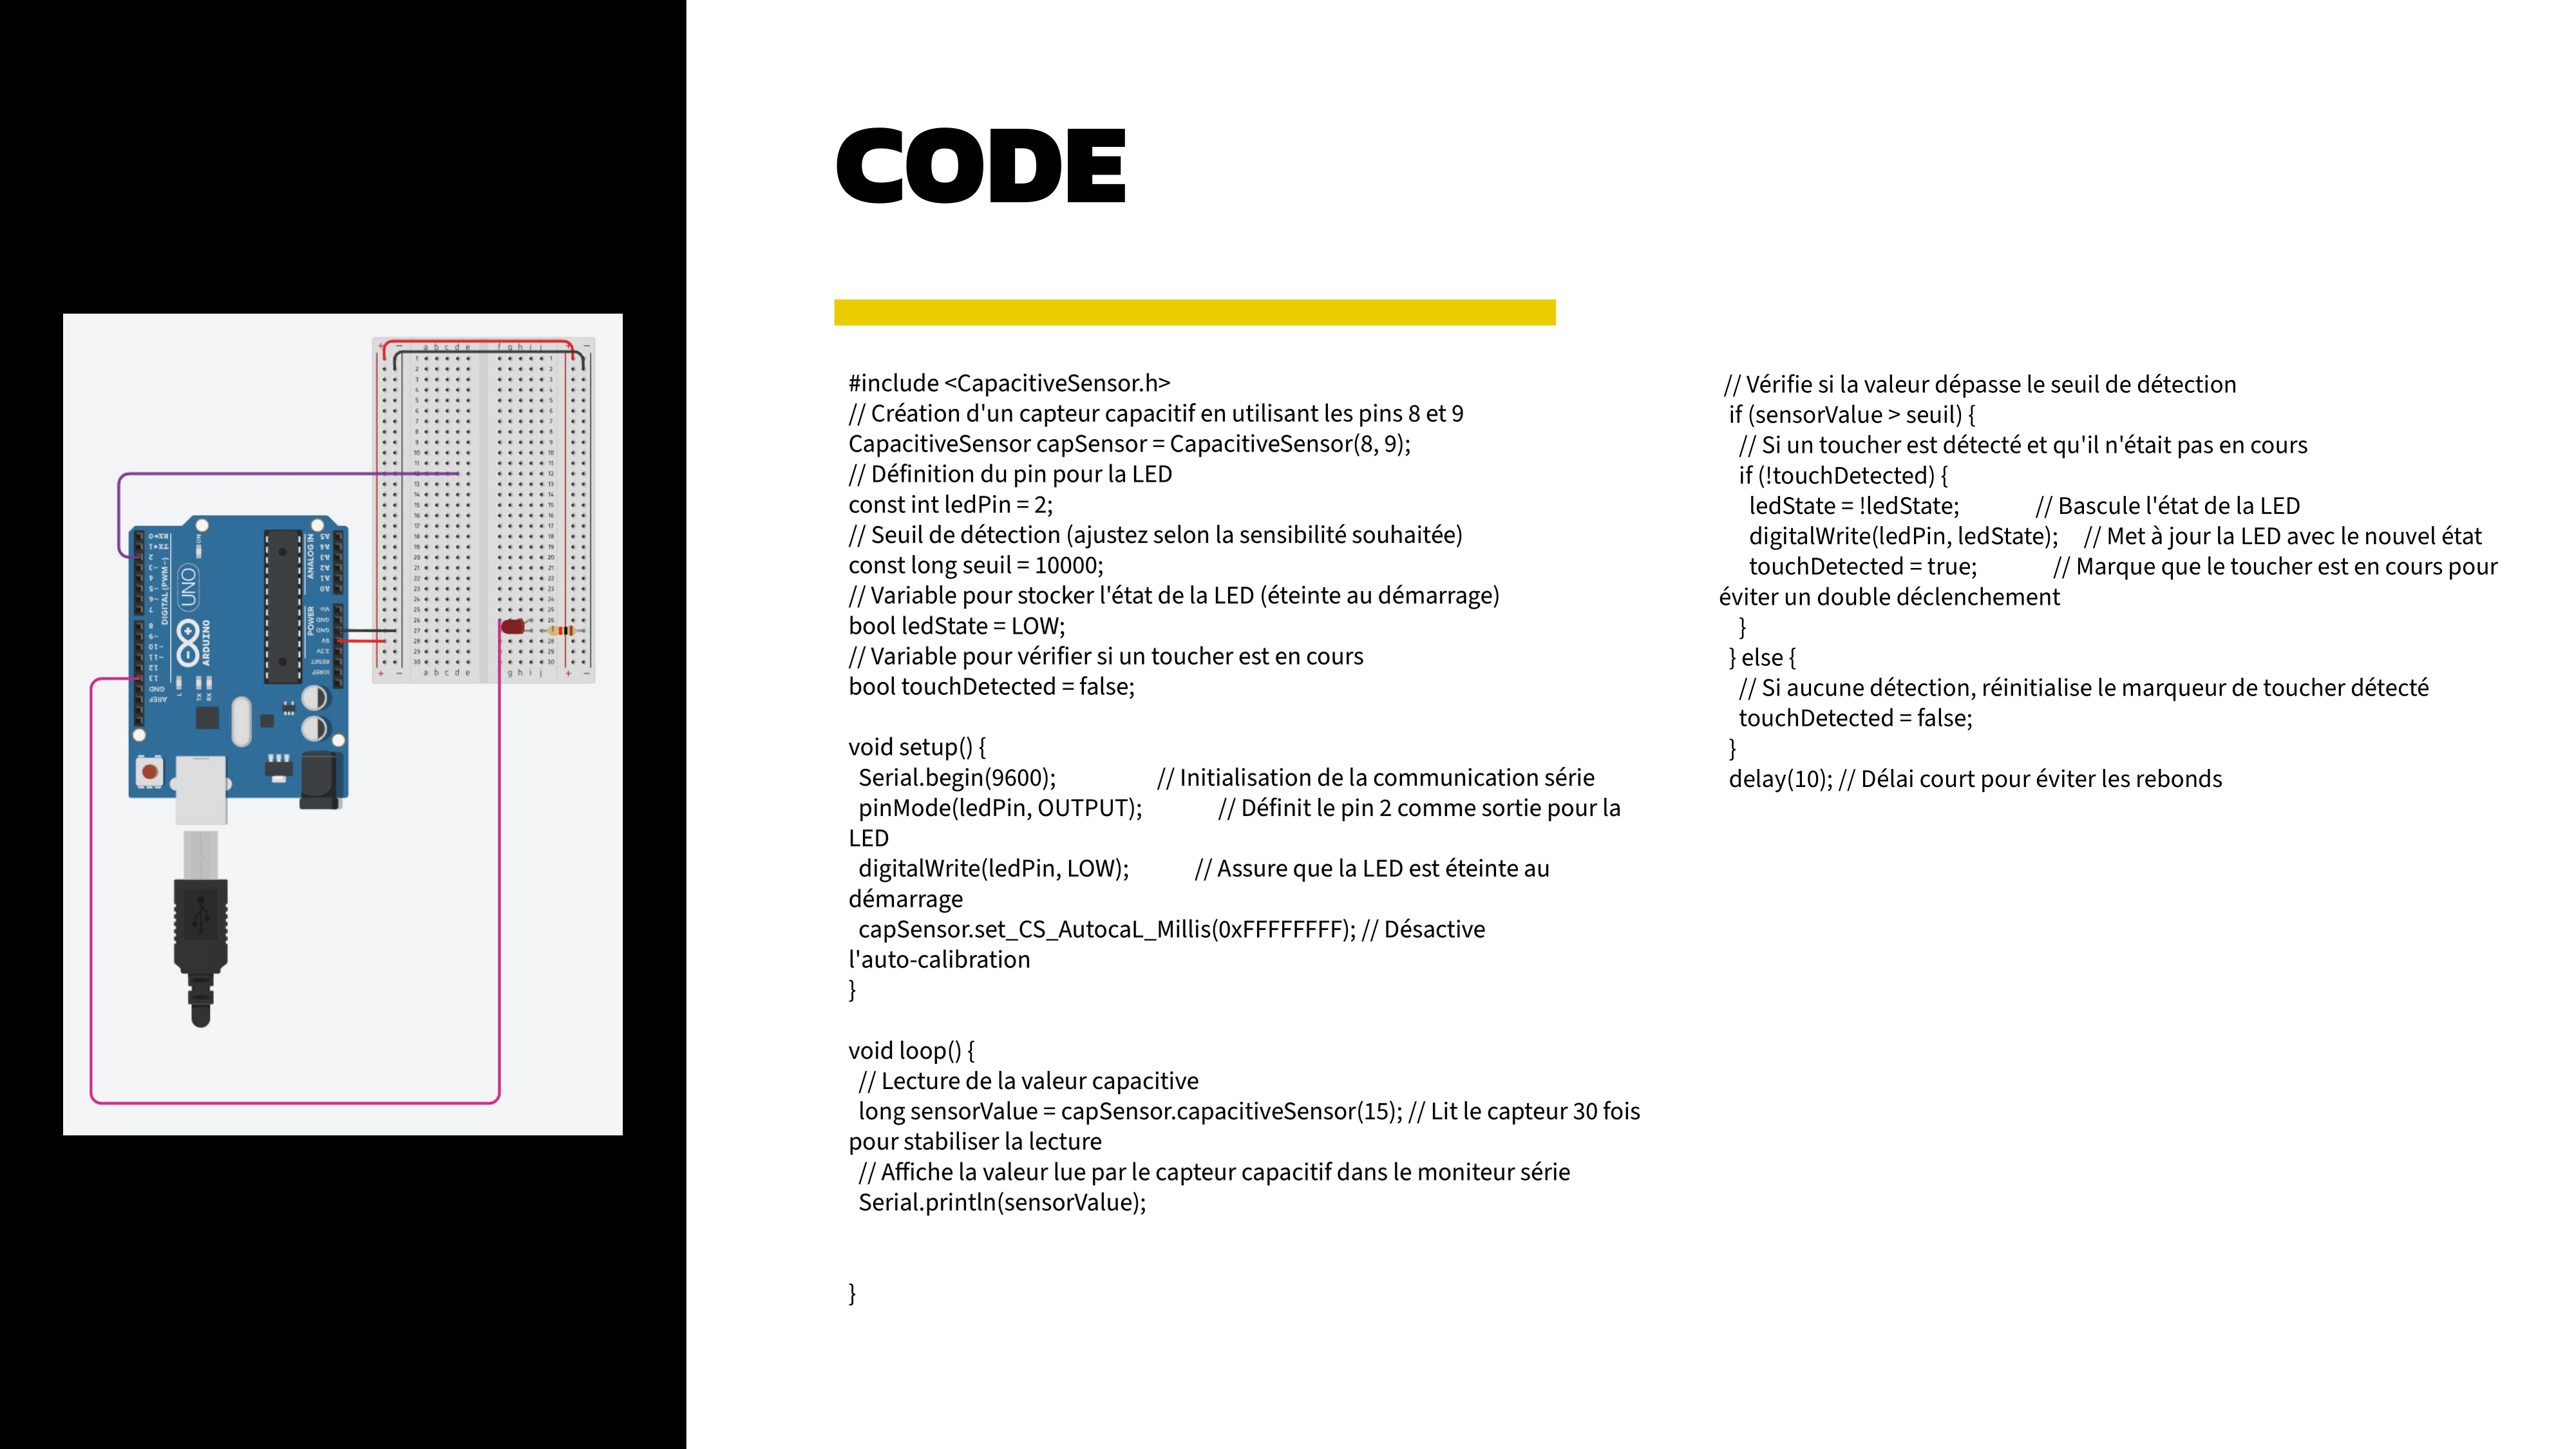 CODE
#include <CapacitiveSensor.h>
// Création d'un capteur capacitif en utilisant les pins 8 et 9
CapacitiveSensor capSensor = CapacitiveSensor(8, 9);
// Définition du pin pour la LED
const int ledPin = 2;
// Seuil de détection (ajustez selon la sensibilité souhaitée)
const long seuil = 10000;
// Variable pour stocker l'état de la LED (éteinte au démarrage)
bool ledState = LOW;
// Variable pour vérifier si un toucher est en cours
bool touchDetected = false;
void setup() {
Serial.begin(9600); // Initialisation de la communication série
pinMode(ledPin, OUTPUT); // Définit le pin 2 comme sortie pour la
LED
digitalWrite(ledPin, LOW); // Assure que la LED est éteinte au
démarrage
capSensor.set_CS_AutocaL_Millis(0xFFFFFFFF); // Désactive
l'auto-calibration
}
void loop() {
// Lecture de la valeur capacitive
long sensorValue = capSensor.capacitiveSensor(15); // Lit le capteur 30 fois
pour stabiliser la lecture
// Affiche la valeur lue par le capteur capacitif dans le moniteur série
Serial.println(sensorValue);
}
// Vérifie si la valeur dépasse le seuil de détection
if (sensorValue > seuil) {
// Si un toucher est détecté et qu'il n'était pas en cours
if (!touchDetected) {
ledState = !ledState; // Bascule l'état de la LED
digitalWrite(ledPin, ledState); // Met à jour la LED avec le nouvel état
touchDetected = true; // Marque que le toucher est en cours pour
éviter un double déclenchement
}
} else {
// Si aucune détection, réinitialise le marqueur de toucher détecté
touchDetected = false;
}
delay(10); // Délai court pour éviter les rebonds
UNO
ARDUINO
DIGITAL (PWM~)
ANALOG IN
POWER